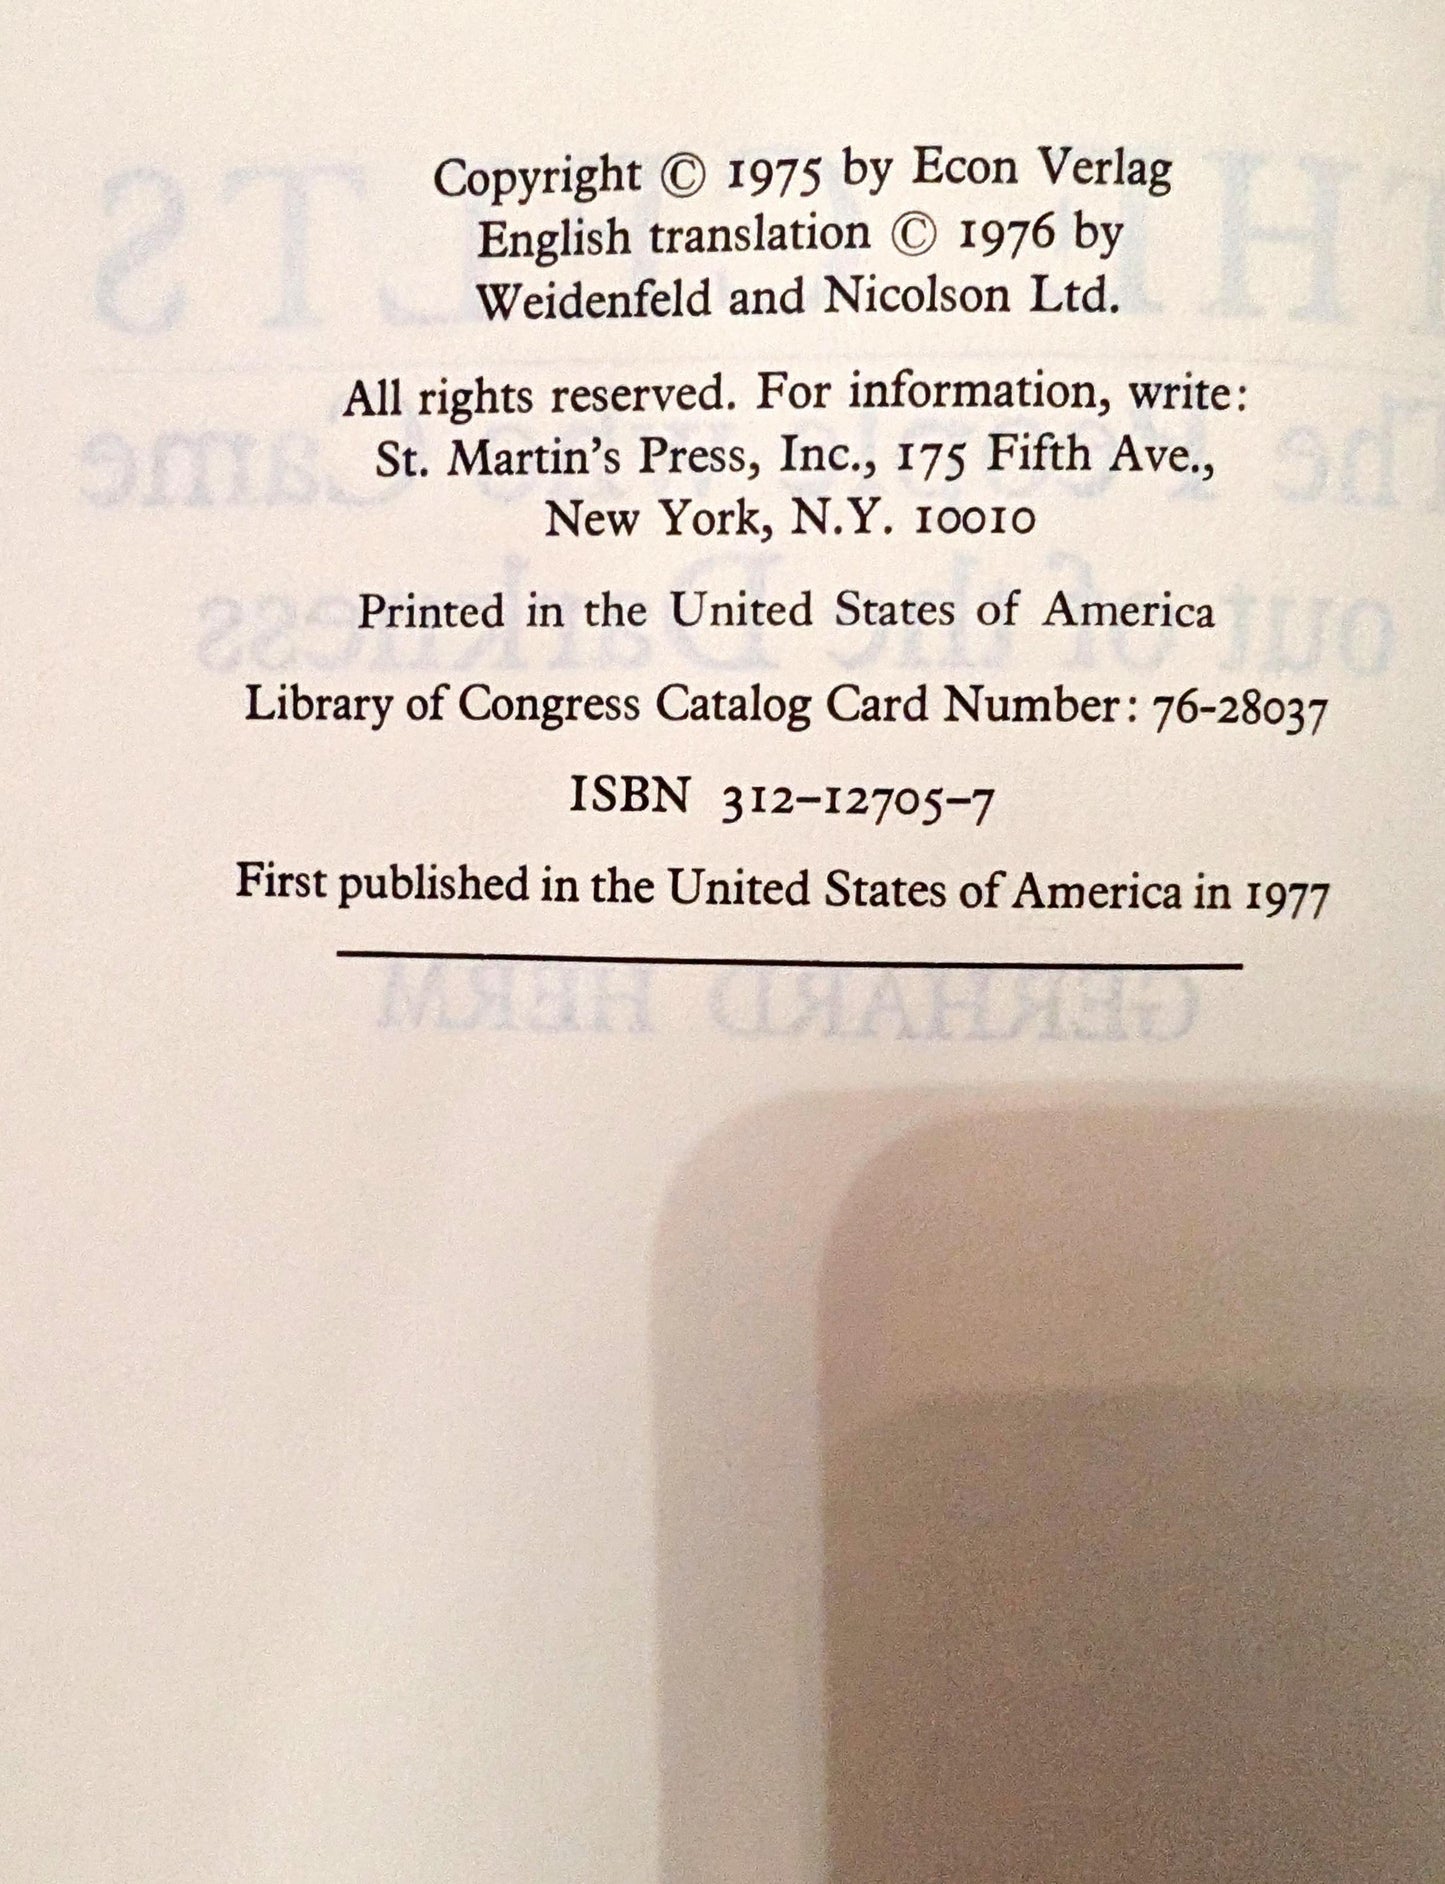 Copyright © 1975 by Econ Verlag
English translation © 1976 by
Weidenfeld and Nicolson Ltd.
All rights reserved. For information, write:
St. Martin's Press, Inc., 175 Fifth Ave.,
New York, N.Y. 10010
Printed in the United States of America
Library of Congress Catalog Card Number: 76-28037
ISBN 312–12705–7
First published in the United States of America in 1977
GERHARD HERM